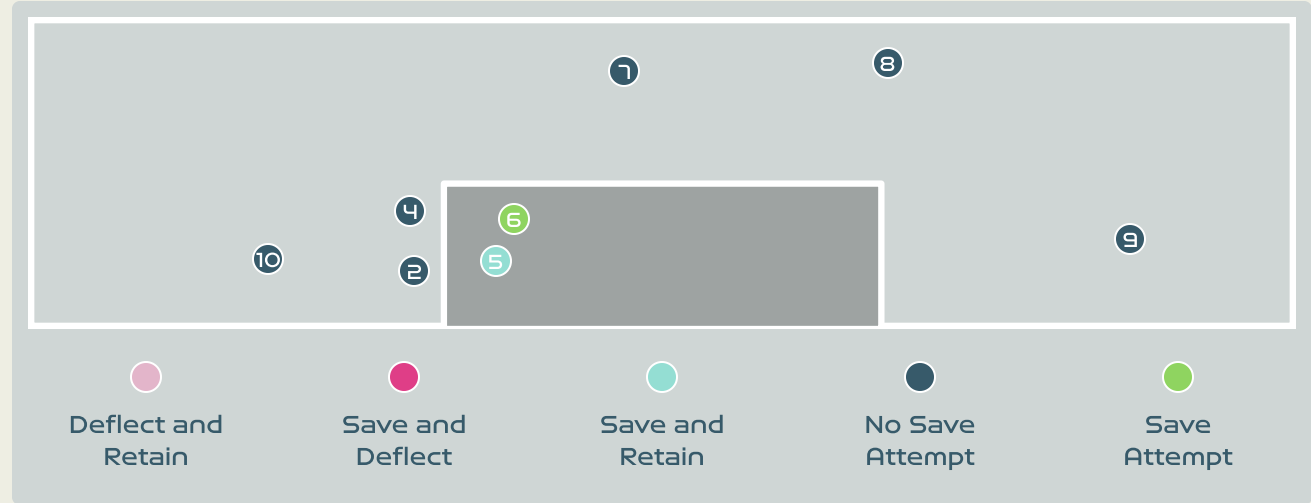 7
8
4
6
9
10
2
5
Deflect and
Retain
Save and
Deflect
Save and
Retain
No Save
Attempt
Save
Attempt